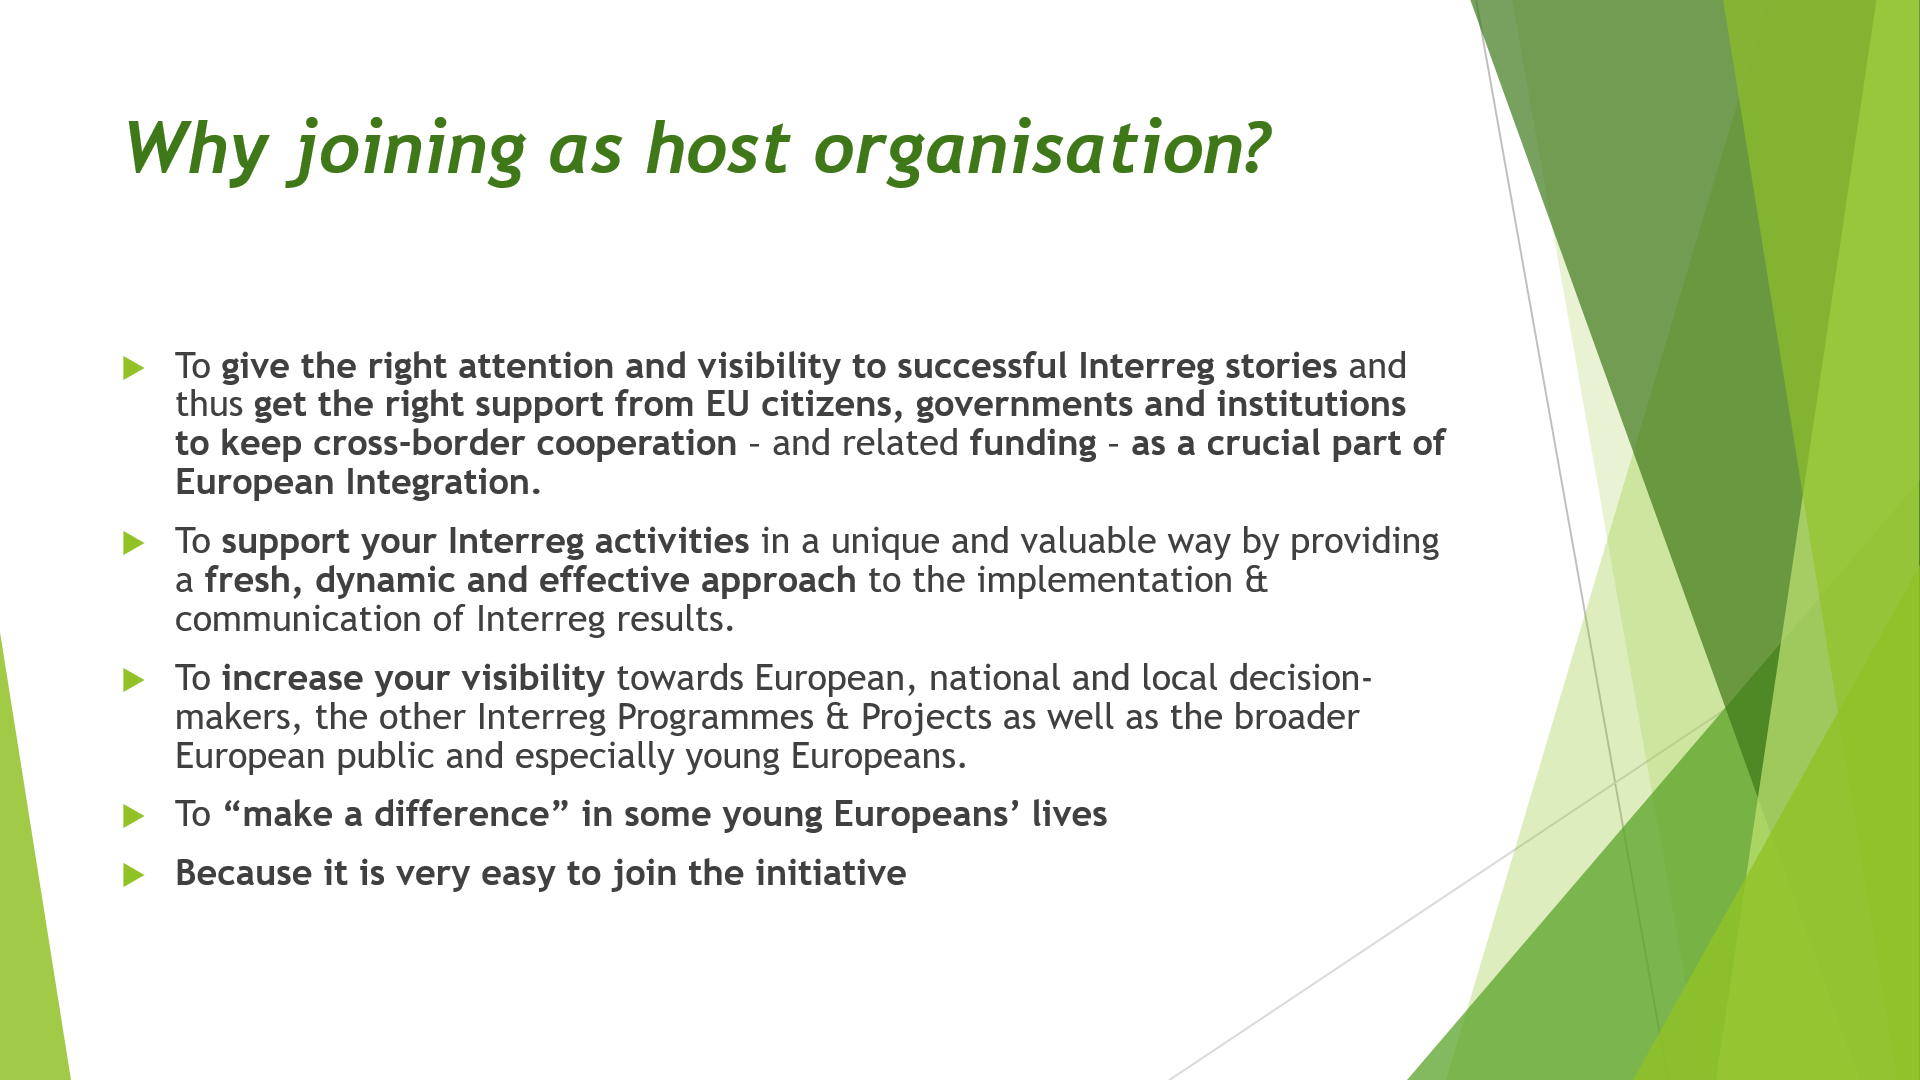 Why joining as host organisation?
To give the right attention and visibility to successful Interreg stories and
thus get the right support from EU citizens, governments and institutions
to keep cross-border cooperation – and related funding – as a crucial part of
European Integration.
To support your Interreg activities in a unique and valuable way by providing
a fresh, dynamic and effective approach to the implementation &
communication of Interreg results.
To increase your visibility towards European, national and local decision-
makers, the other Interreg Programmes & Projects as well as the broader
European public and especially young Europeans.
To “make a difference” in some young Europeans’ lives
Because it is very easy to join the initiative